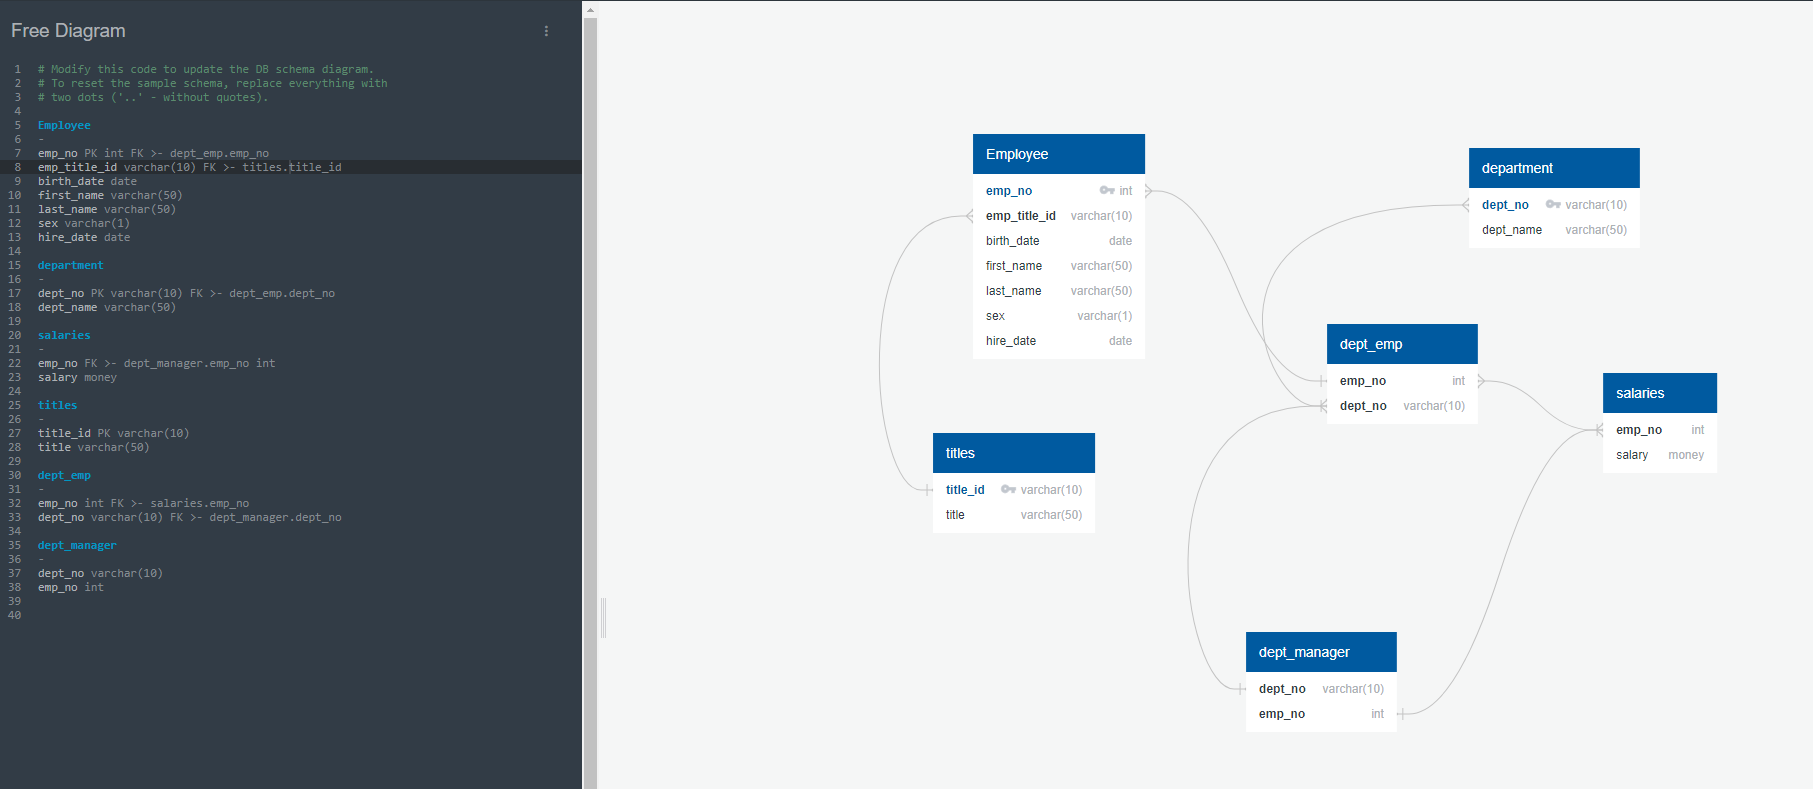 Free Diagram
1 # Modify this code to update the DB schema diagram.
2 # To reset the sample schema, replace everything with
3 # two dots ('..' - without quotes).
4
5 Employee
6 -
7 emp_no PK int FK >- dept_emp.emp_no
8 emp_title_id varchar(10) FK >- titles.title_id
9 birth_date date
10 first_name varchar(50)
11 last_name varchar(50)
12 sex varchar(1)
13 hire_date date
14
15 department
16 -
17 dept_no PK varchar(10) FK >- dept_emp.dept_no
18 dept_name varchar(50)
19
20 salaries
21 -
22 emp_no FK >- dept_manager.emp_no int
23 salary money
24
25 titles
26 -
27 title_id PK varchar(10)
28 title varchar(50)
29
30 dept_emp
31 -
32 emp_no int FK >- salaries.emp_no
33 dept_no varchar(10) FK >- dept_manager.dept_no
34
35 dept_manager
36 -
37 dept_no varchar(10)
38 emp_no int
39
40
Employee
emp_no int
emp_title_id varchar(10)
birth_date date
first_name varchar(50)
last_name varchar(50)
sex varchar(1)
hire_date date
department
dept_no varchar(10)
dept_name varchar(50)
dept_emp
emp_no int
dept_no varchar(10)
salaries
emp_no int
salary money
titles
title_id varchar(10)
title varchar(50)
dept_manager
dept_no varchar(10)
emp_no int